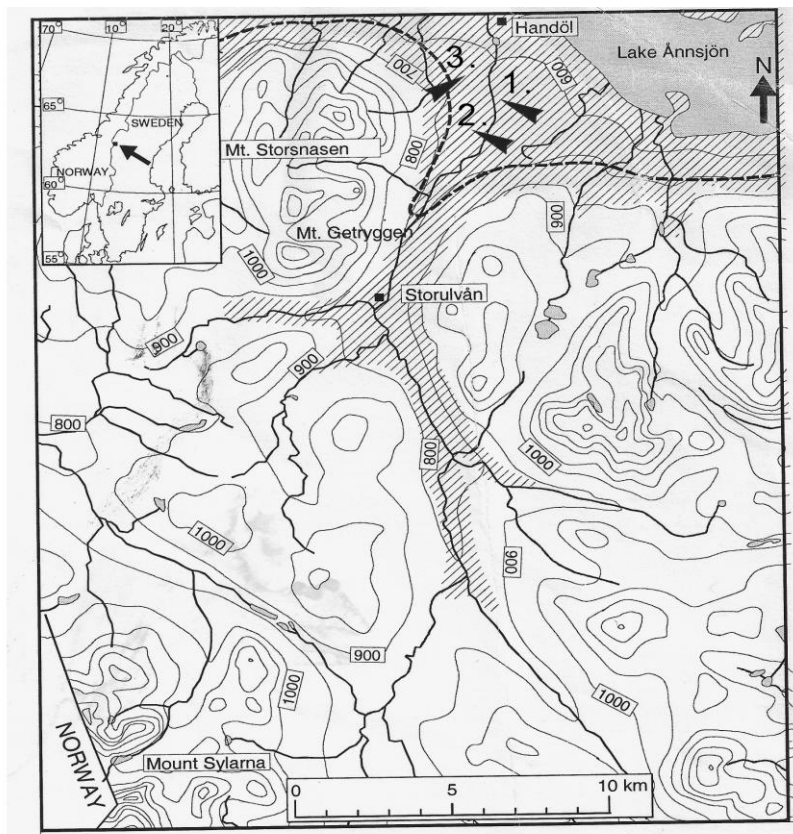 70°
10°
20°
65°
SWEDEN
NORWAY
60°
55°
Handöl
Lake Ånnsjön
N
3.
700
1.
600
2.
Mt. Storsnasen
800
Mt. Getryggen
900
1000
Storulvån
900
900
800
800
1000
1000
900
900
1000
1000
NORWAY
Mount Sylarna
0
5
10 km